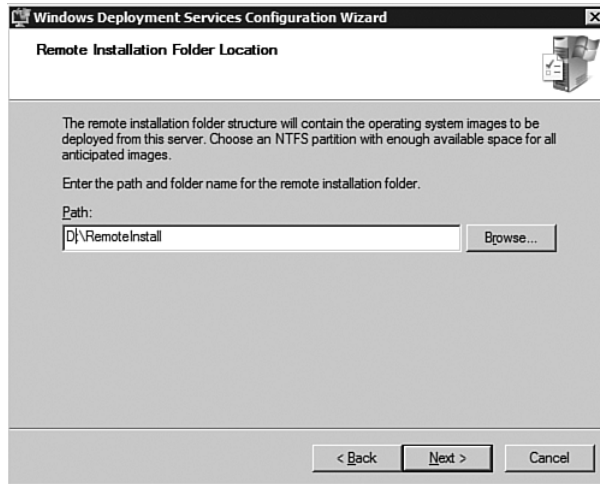 Windows Deployment Services Configuration Wizard
Remote Installation Folder Location
The remote installation folder structure will contain the operating system images to be
deployed from this server. Choose an NTFS partition with enough available space for all
anticipated images.
Enter the path and folder name for the remote installation folder.
Path:
D:\RemoteInstall
Browse...
< Back
Next >
Cancel